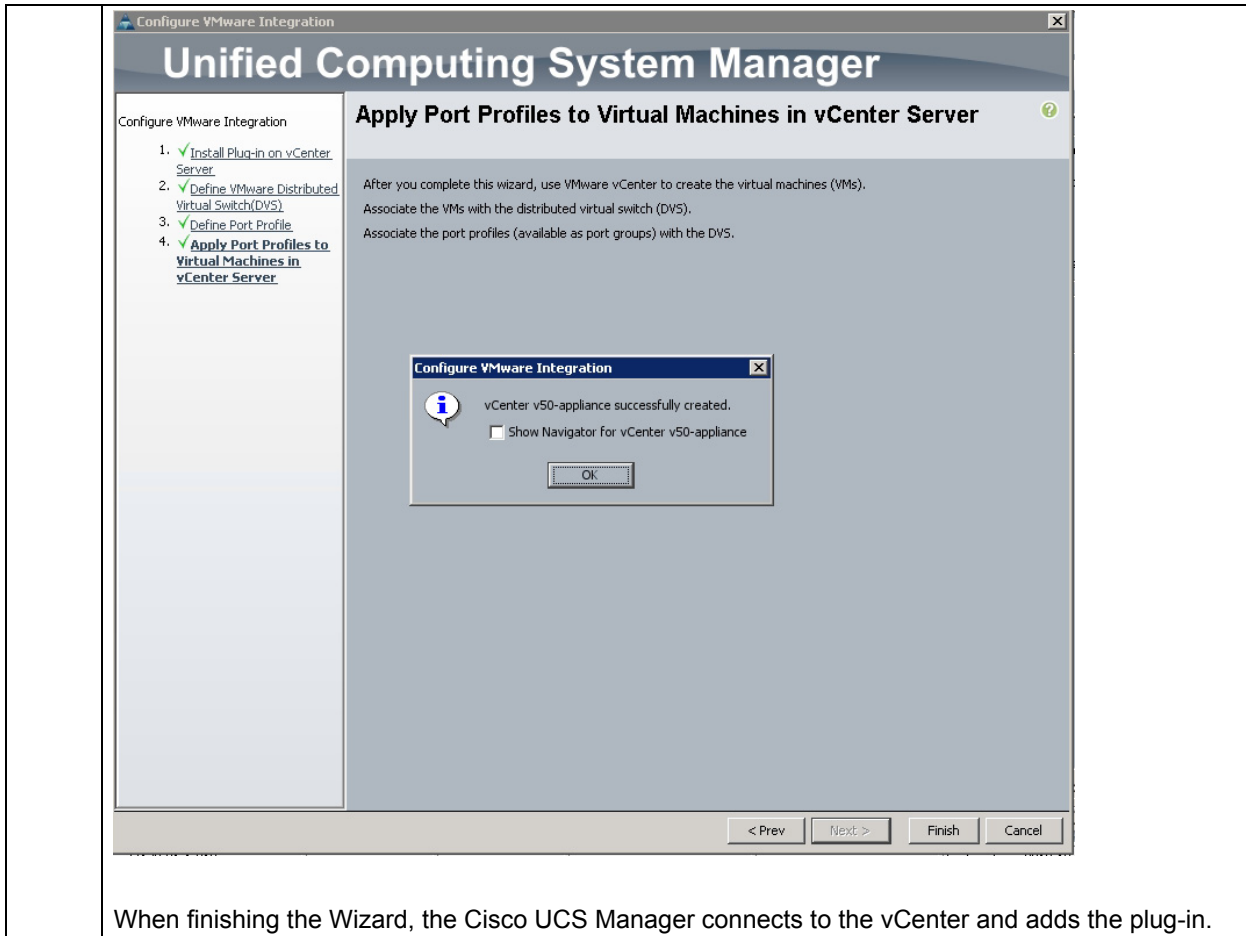 Configure VMware Integration
Unified Computing System Manager
Configure VMware Integration
1. Install Plug-in on vCenter
Server
2. Define VMware Distributed
Virtual Switch(DVS)
3. Define Port Profile
4. Apply Port Profiles to
Virtual Machines in
vCenter Server
Apply Port Profiles to Virtual Machines in vCenter Server
?
After you complete this wizard, use VMware vCenter to create the virtual machines (VMs).
Associate the VMs with the distributed virtual switch (DVS).
Associate the port profiles (available as port groups) with the DVS.
Configure VMware Integration
vCenter v50-appliance successfully created.
Show Navigator for vCenter v50-appliance
OK
< Prev
Next >
Finish
Cancel
When finishing the Wizard, the Cisco UCS Manager connects to the vCenter and adds the plug-in.